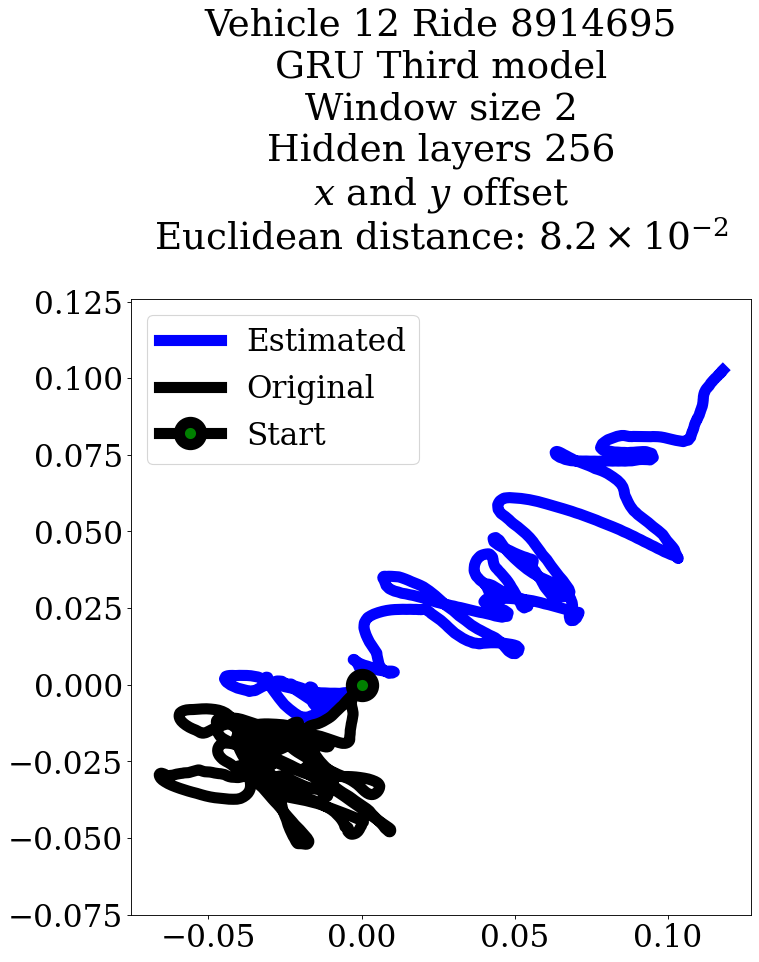 Vehicle 12 Ride 8914695
GRU Third model
Window size 2
Hidden layers 256
x and y offset
Euclidean distance: 8.2 × 10⁻²
0.125
0.100
0.075
0.050
0.025
0.000
−0.025
−0.050
−0.075
Estimated
Original
Start
−0.05 0.00 0.05 0.10